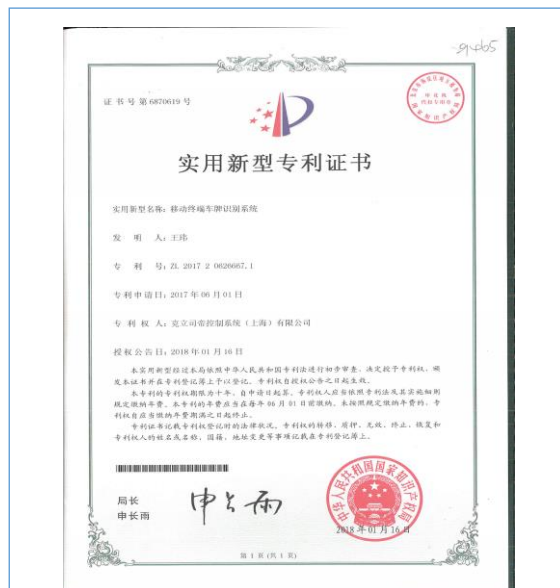 证书号第6870619号
实用新型专利证书
实用新型名称：移动终端车牌识别系统
发 明 人：王玮
专 利 号：ZL 2017 2 0626667.1
专利申请日：2017年06月01日
专 利 权 人：克立司帝控制系统（上海）有限公司
授权公告日：2018年01月16日
本实用新型经过本局依照中华人民共和国专利法进行初步审查，决定授予专利权，颁
发本证书并在专利登记簿上予以登记。专利权自授权公告之日起生效。
本专利的专利权期限为十年，自申请日起算。专利权人应当依照专利法及其实施细则
规定缴纳年费。本专利的年费应当在每年06月01日前缴纳。未按照规定缴纳年费的，专
利权自应当缴纳年费期满之日起终止。
专利证书记载专利权登记时的法律状况。专利权的转移、质押、无效、终止、恢复和
专利权人的姓名或名称、国籍、地址变更等事项记载在专利登记簿上。
局长
申长雨
申长雨
中华人民共和国国家知识产权局
2018年01月16日
第1页（共1页）